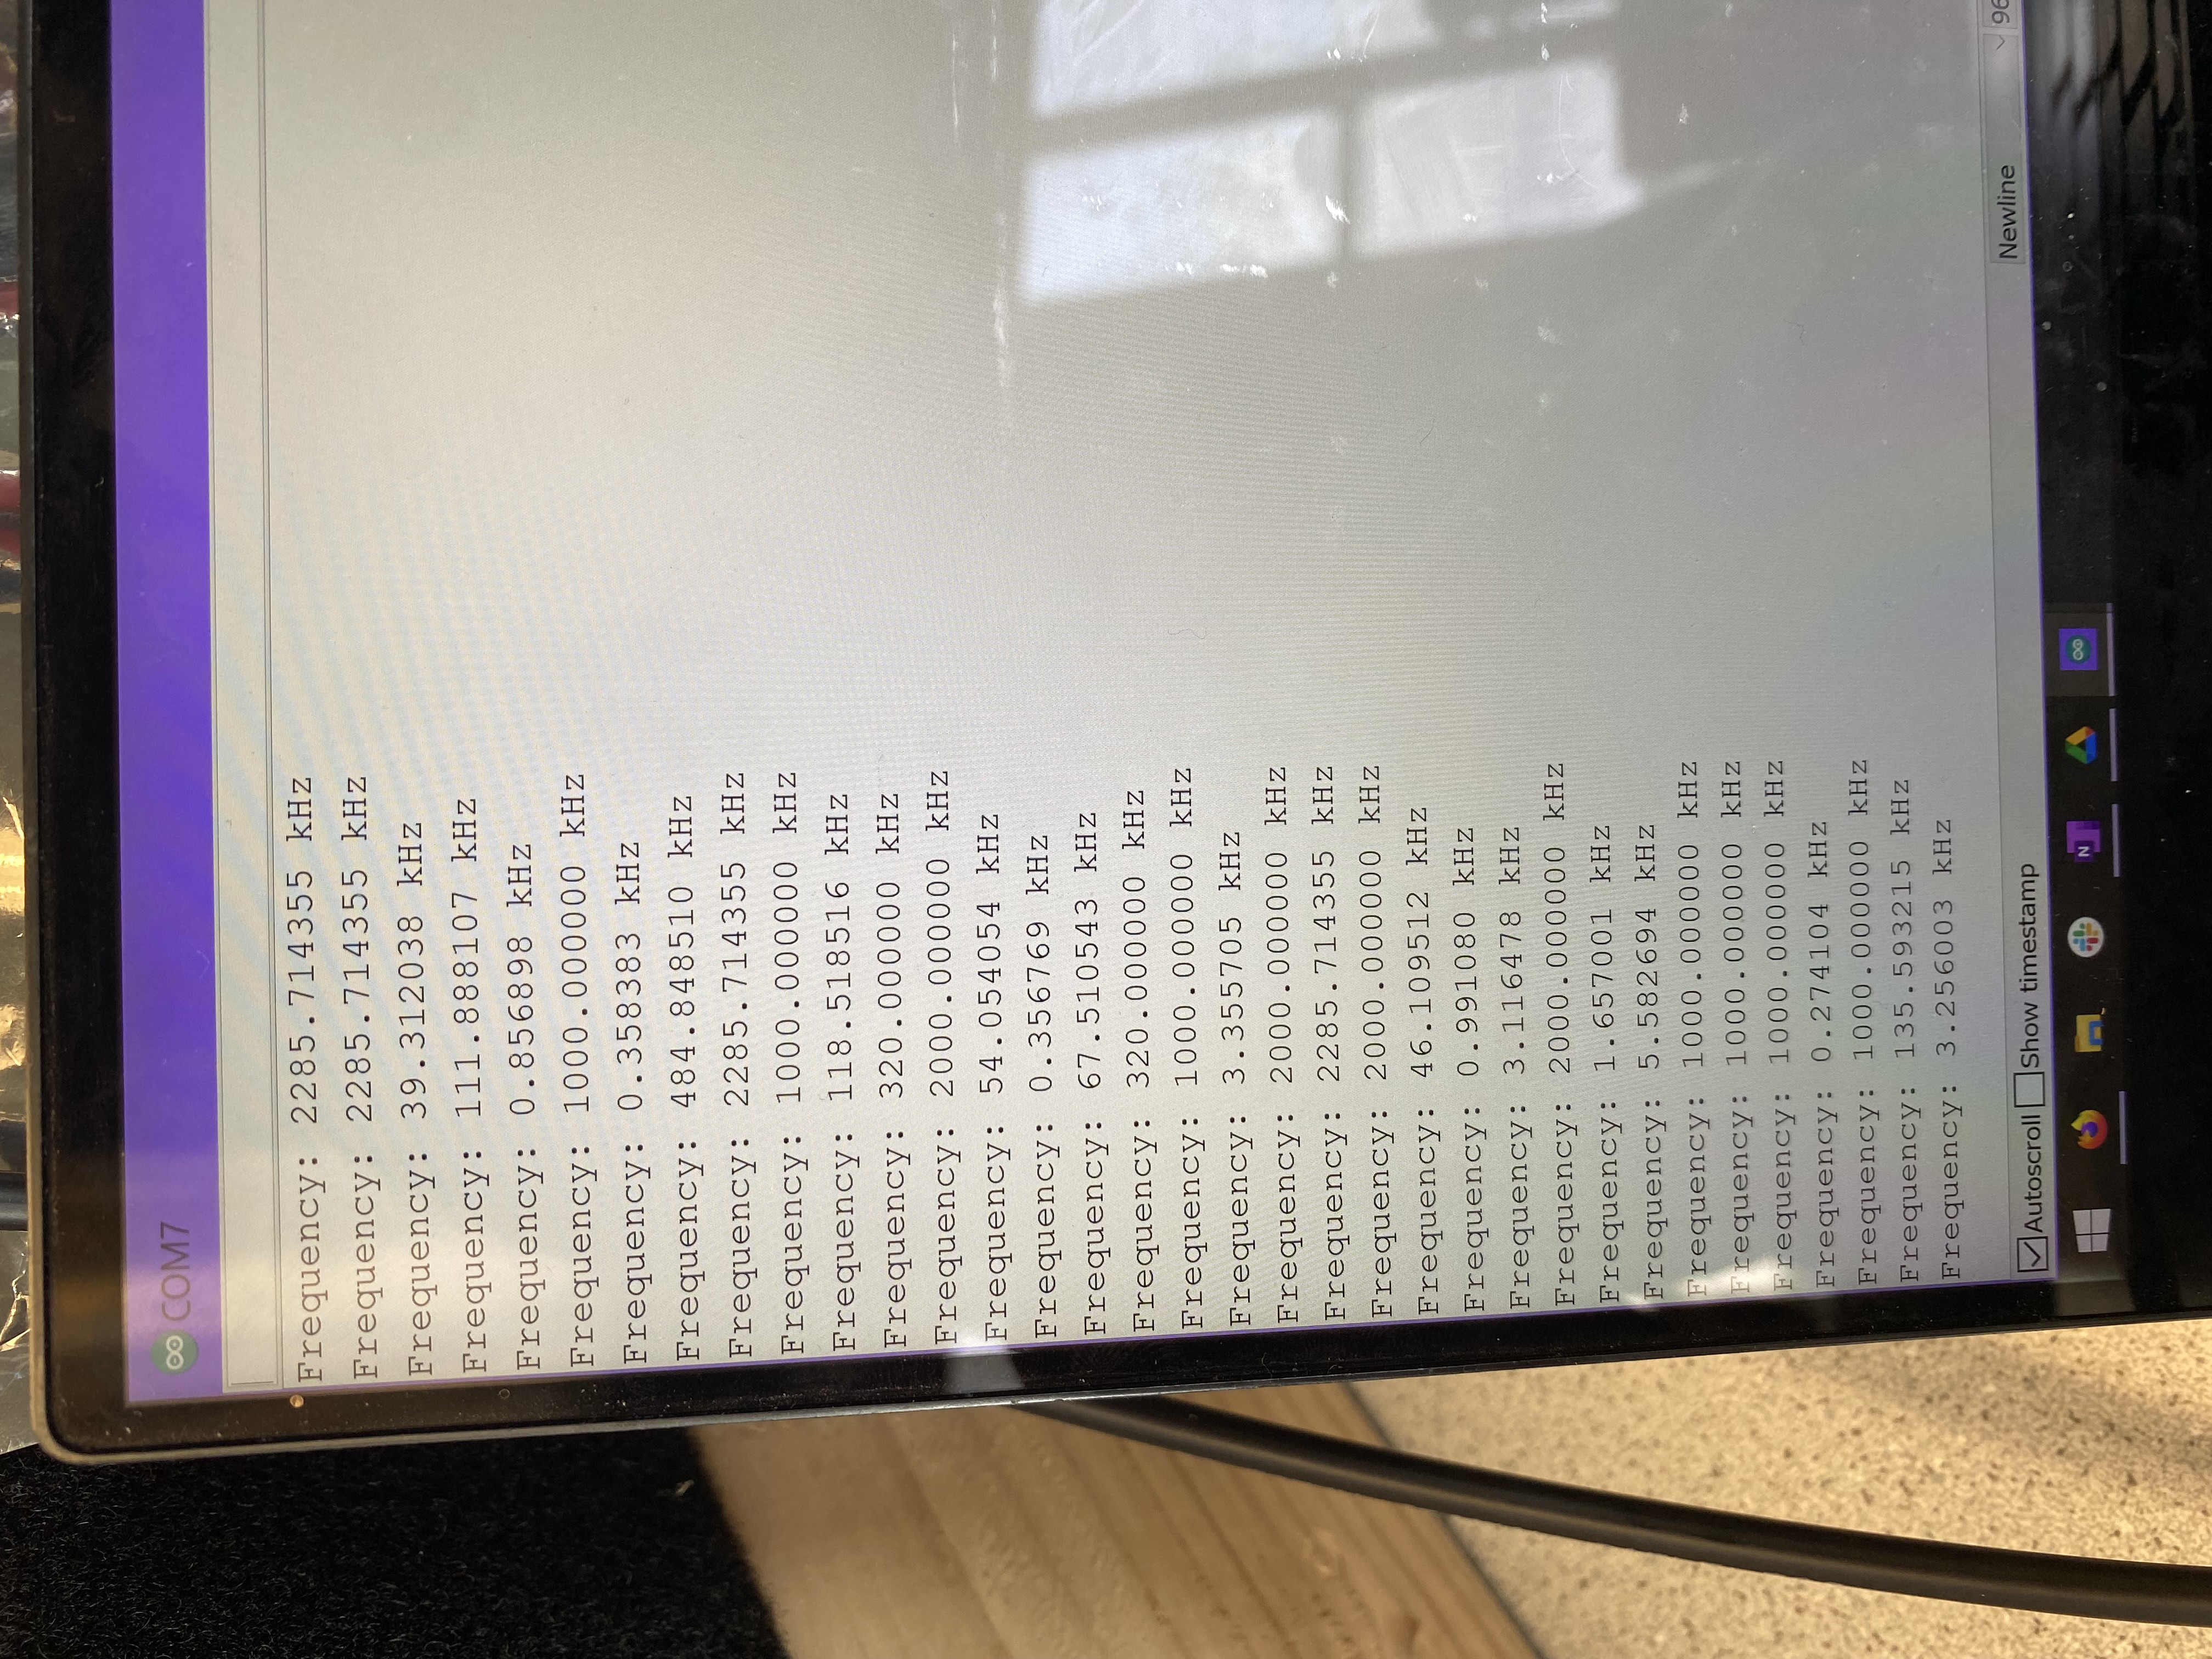 COM7
Frequency: 2285.714355 kHz
Frequency: 2285.714355 kHz
Frequency: 39.312038 kHz
Frequency: 111.888107 kHz
Frequency: 0.856898 kHz
Frequency: 1000.000000 kHz
Frequency: 0.358383 kHz
Frequency: 484.848510 kHz
Frequency: 2285.714355 kHz
Frequency: 1000.000000 kHz
Frequency: 118.518516 kHz
Frequency: 320.000000 kHz
Frequency: 2000.000000 kHz
Frequency: 54.054054 kHz
Frequency: 0.356769 kHz
Frequency: 67.510543 kHz
Frequency: 320.000000 kHz
Frequency: 1000.000000 kHz
Frequency: 3.355705 kHz
Frequency: 2000.000000 kHz
Frequency: 2285.714355 kHz
Frequency: 2000.000000 kHz
Frequency: 46.109512 kHz
Frequency: 0.991080 kHz
Frequency: 3.116478 kHz
Frequency: 2000.000000 kHz
Frequency: 1.657001 kHz
Frequency: 5.582694 kHz
Frequency: 1000.000000 kHz
Frequency: 1000.000000 kHz
Frequency: 1000.000000 kHz
Frequency: 0.274104 kHz
Frequency: 1000.000000 kHz
Frequency: 135.593215 kHz
Frequency: 3.256003 kHz
Autoscroll Show timestamp Newline 96
N